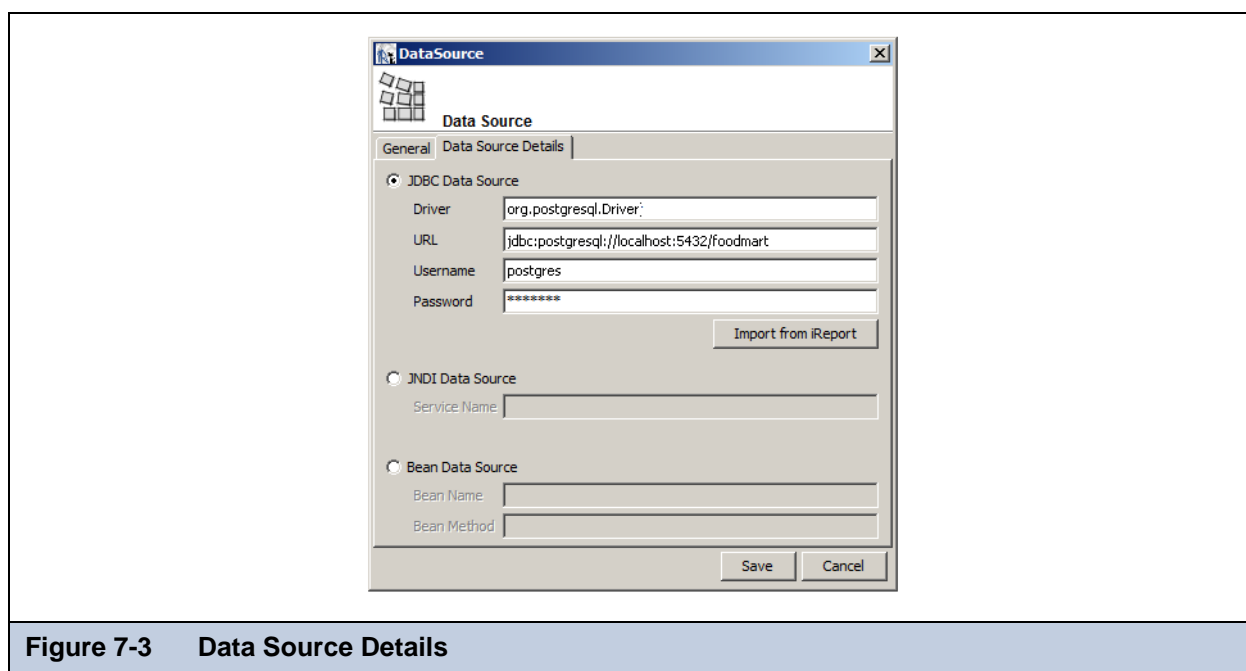 DataSource
Data Source
General Data Source Details
JDBC Data Source
Driver org.postgresql.Driver
URL jdbc:postgresql://localhost:5432/foodmart
Username postgres
Password *******
Import from iReport
JNDI Data Source
Service Name
Bean Data Source
Bean Name
Bean Method
Save Cancel
Figure 7-3 Data Source Details